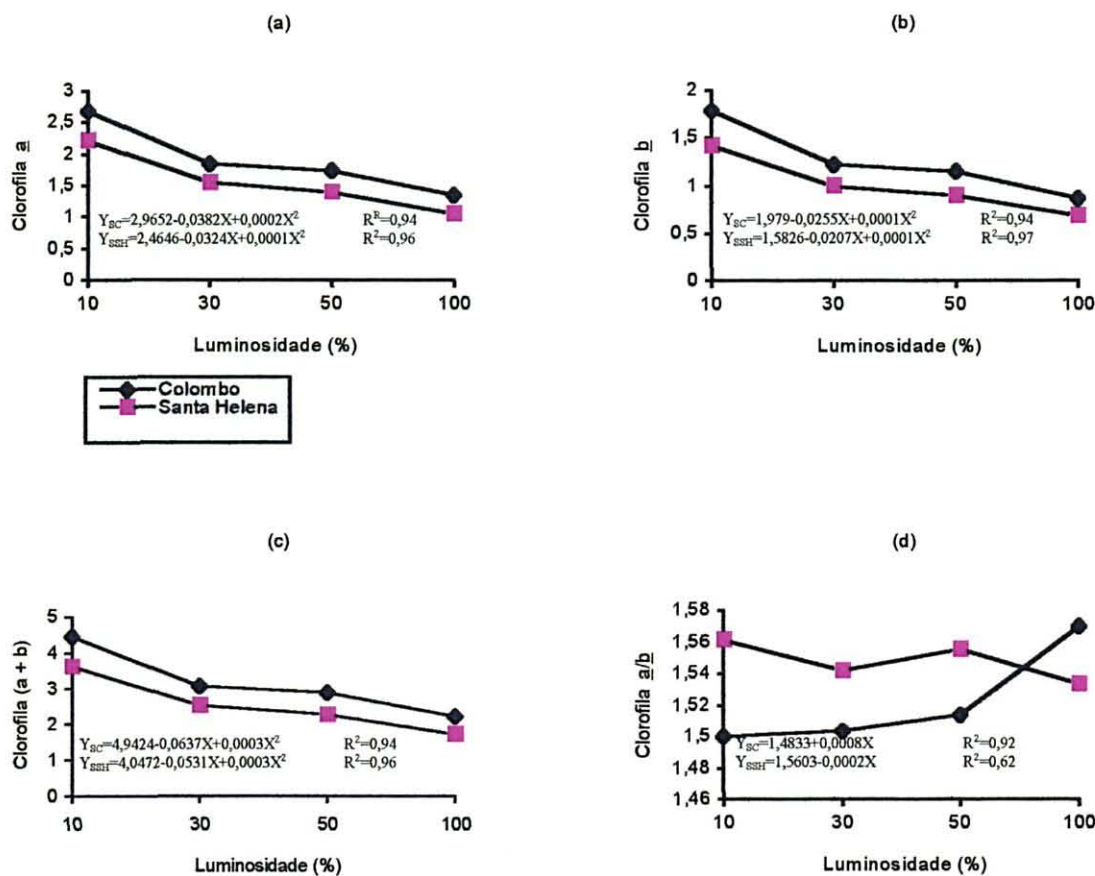 (a)
Clorofila a
3
2,5
2
1,5
1
0,5
0
Y_SC=2,9652-0,0382X+0,0002X² R^R=0,94
Y_SSH=2,4646-0,0324X+0,0001X² R²=0,96
10 30 50 100
Luminosidade (%)
Colombo
Santa Helena
(b)
Clorofila b
2
1,5
1
0,5
0
Y_SC=1,979-0,0255X+0,0001X² R²=0,94
Y_SSH=1,5826-0,0207X+0,0001X² R²=0,97
10 30 50 100
Luminosidade (%)
(c)
Clorofila (a + b)
5
4
3
2
1
0
Y_SC=4,9424-0,0637X+0,0003X² R²=0,94
Y_SSH=4,0472-0,0531X+0,0003X² R²=0,96
10 30 50 100
Luminosidade (%)
(d)
Clorofila a/b
1,58
1,56
1,54
1,52
1,5
1,48
1,46
Y_SC=1,4833+0,0008X R²=0,92
Y_SSH=1,5603-0,0002X R²=0,62
10 30 50 100
Luminosidade (%)